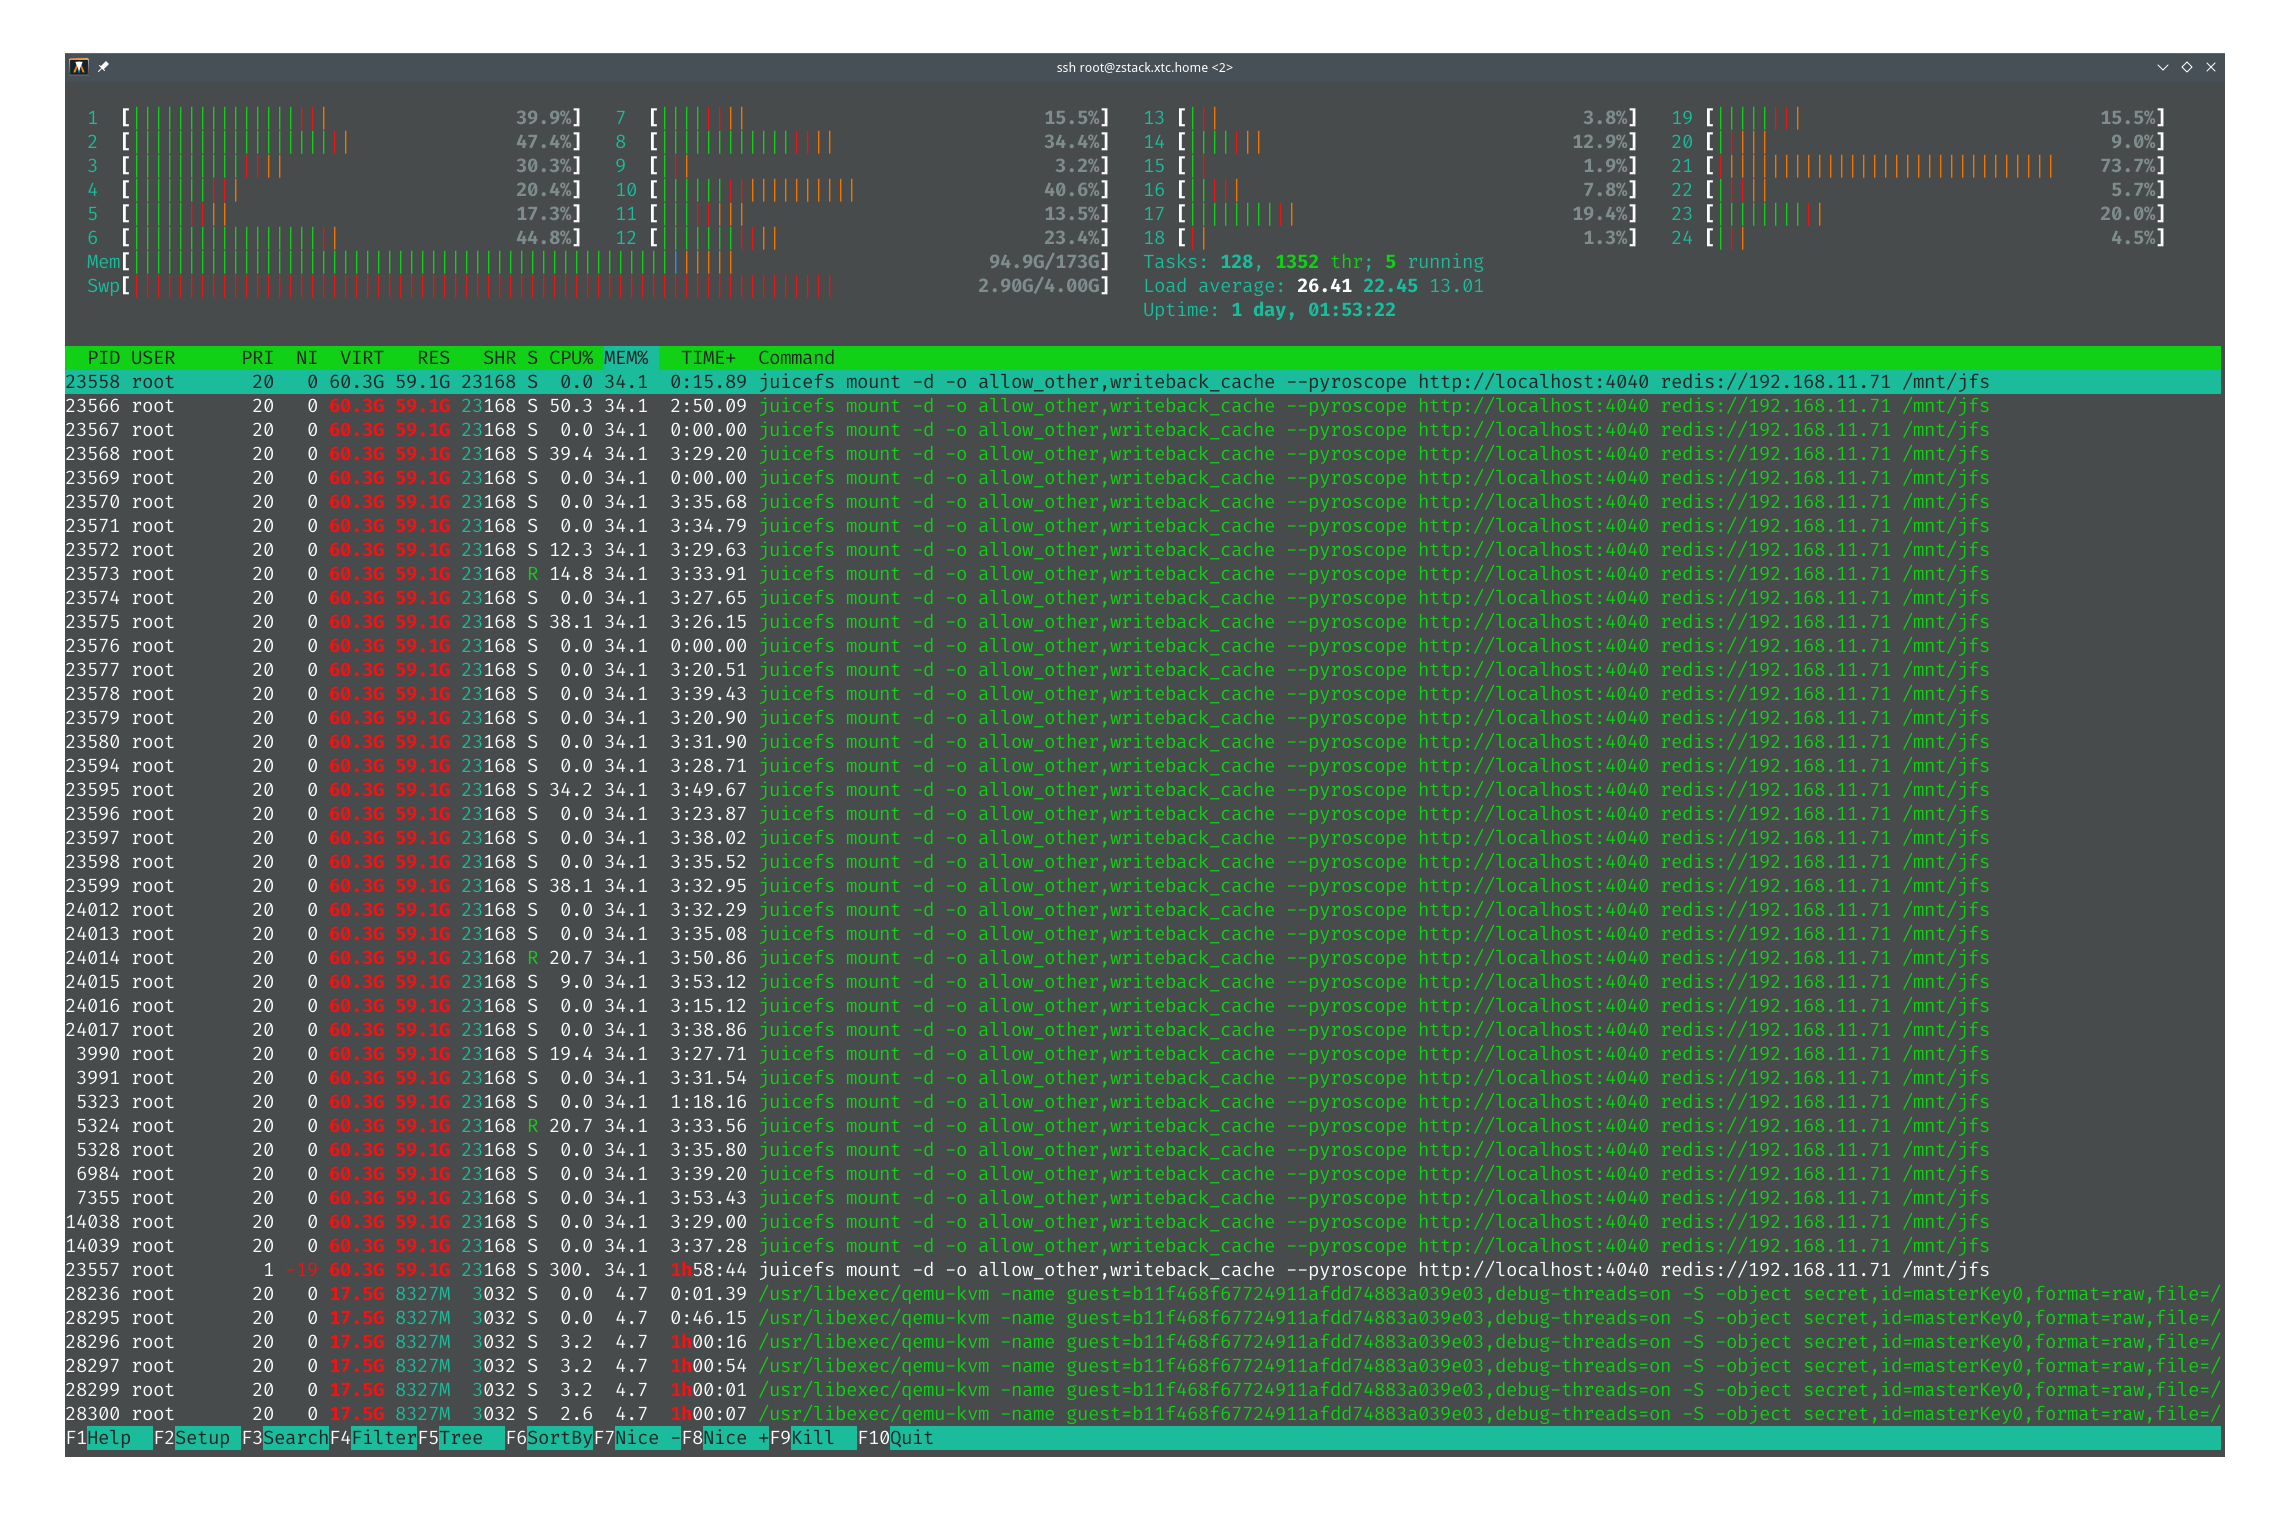 ssh root@zstack.xtc.home <2>
1 [||||||||||||||||||39.9%] 7 [||||||||15.5%] 13 [|||3.8%] 19 [||||||||15.5%]
2 [||||||||||||||||||||47.4%] 8 [||||||||||||||||34.4%] 14 [|||||||12.9%] 20 [|||||9.0%]
3 [||||||||||||||30.3%] 9 [|||3.2%] 15 [||1.9%] 21 [|||||||||||||||||||||||||||||||73.7%]
4 [||||||||||20.4%] 10 [||||||||||||||||||40.6%] 16 [|||||7.8%] 22 [|||||5.7%]
5 [|||||||||17.3%] 11 [||||||||13.5%] 17 [||||||||||19.4%] 23 [||||||||||20.0%]
6 [|||||||||||||||||||44.8%] 12 [|||||||||||23.4%] 18 [||1.3%] 24 [|||4.5%]
Mem[|||||||||||||||||||||||||||||||||||||||||||||||||||||||94.9G/173G] Tasks: 128, 1352 thr; 5 running
Swp[||||||||||||||||||||||||||||||||||||||||||||||||||||||||||||||||2.90G/4.00G] Load average: 26.41 22.45 13.01
Uptime: 1 day, 01:53:22
PID USER PRI NI VIRT RES SHR S CPU% MEM% TIME+ Command
23558 root 20 0 60.3G 59.1G 23168 S 0.0 34.1 0:15.89 juicefs mount -d -o allow_other,writeback_cache --pyroscope http://localhost:4040 redis://192.168.11.71 /mnt/jfs
23566 root 20 0 60.3G 59.1G 23168 S 50.3 34.1 2:50.09 juicefs mount -d -o allow_other,writeback_cache --pyroscope http://localhost:4040 redis://192.168.11.71 /mnt/jfs
23567 root 20 0 60.3G 59.1G 23168 S 0.0 34.1 0:00.00 juicefs mount -d -o allow_other,writeback_cache --pyroscope http://localhost:4040 redis://192.168.11.71 /mnt/jfs
23568 root 20 0 60.3G 59.1G 23168 S 39.4 34.1 3:29.20 juicefs mount -d -o allow_other,writeback_cache --pyroscope http://localhost:4040 redis://192.168.11.71 /mnt/jfs
23569 root 20 0 60.3G 59.1G 23168 S 0.0 34.1 0:00.00 juicefs mount -d -o allow_other,writeback_cache --pyroscope http://localhost:4040 redis://192.168.11.71 /mnt/jfs
23570 root 20 0 60.3G 59.1G 23168 S 0.0 34.1 3:35.68 juicefs mount -d -o allow_other,writeback_cache --pyroscope http://localhost:4040 redis://192.168.11.71 /mnt/jfs
23571 root 20 0 60.3G 59.1G 23168 S 0.0 34.1 3:34.79 juicefs mount -d -o allow_other,writeback_cache --pyroscope http://localhost:4040 redis://192.168.11.71 /mnt/jfs
23572 root 20 0 60.3G 59.1G 23168 S 12.3 34.1 3:29.63 juicefs mount -d -o allow_other,writeback_cache --pyroscope http://localhost:4040 redis://192.168.11.71 /mnt/jfs
23573 root 20 0 60.3G 59.1G 23168 R 14.8 34.1 3:33.91 juicefs mount -d -o allow_other,writeback_cache --pyroscope http://localhost:4040 redis://192.168.11.71 /mnt/jfs
23574 root 20 0 60.3G 59.1G 23168 S 0.0 34.1 3:27.65 juicefs mount -d -o allow_other,writeback_cache --pyroscope http://localhost:4040 redis://192.168.11.71 /mnt/jfs
23575 root 20 0 60.3G 59.1G 23168 S 38.1 34.1 3:26.15 juicefs mount -d -o allow_other,writeback_cache --pyroscope http://localhost:4040 redis://192.168.11.71 /mnt/jfs
23576 root 20 0 60.3G 59.1G 23168 S 0.0 34.1 0:00.00 juicefs mount -d -o allow_other,writeback_cache --pyroscope http://localhost:4040 redis://192.168.11.71 /mnt/jfs
23577 root 20 0 60.3G 59.1G 23168 S 0.0 34.1 3:20.51 juicefs mount -d -o allow_other,writeback_cache --pyroscope http://localhost:4040 redis://192.168.11.71 /mnt/jfs
23578 root 20 0 60.3G 59.1G 23168 S 0.0 34.1 3:39.43 juicefs mount -d -o allow_other,writeback_cache --pyroscope http://localhost:4040 redis://192.168.11.71 /mnt/jfs
23579 root 20 0 60.3G 59.1G 23168 S 0.0 34.1 3:20.90 juicefs mount -d -o allow_other,writeback_cache --pyroscope http://localhost:4040 redis://192.168.11.71 /mnt/jfs
23580 root 20 0 60.3G 59.1G 23168 S 0.0 34.1 3:31.90 juicefs mount -d -o allow_other,writeback_cache --pyroscope http://localhost:4040 redis://192.168.11.71 /mnt/jfs
23594 root 20 0 60.3G 59.1G 23168 S 0.0 34.1 3:28.71 juicefs mount -d -o allow_other,writeback_cache --pyroscope http://localhost:4040 redis://192.168.11.71 /mnt/jfs
23595 root 20 0 60.3G 59.1G 23168 S 34.2 34.1 3:49.67 juicefs mount -d -o allow_other,writeback_cache --pyroscope http://localhost:4040 redis://192.168.11.71 /mnt/jfs
23596 root 20 0 60.3G 59.1G 23168 S 0.0 34.1 3:23.87 juicefs mount -d -o allow_other,writeback_cache --pyroscope http://localhost:4040 redis://192.168.11.71 /mnt/jfs
23597 root 20 0 60.3G 59.1G 23168 S 0.0 34.1 3:38.02 juicefs mount -d -o allow_other,writeback_cache --pyroscope http://localhost:4040 redis://192.168.11.71 /mnt/jfs
23598 root 20 0 60.3G 59.1G 23168 S 0.0 34.1 3:35.52 juicefs mount -d -o allow_other,writeback_cache --pyroscope http://localhost:4040 redis://192.168.11.71 /mnt/jfs
23599 root 20 0 60.3G 59.1G 23168 S 38.1 34.1 3:32.95 juicefs mount -d -o allow_other,writeback_cache --pyroscope http://localhost:4040 redis://192.168.11.71 /mnt/jfs
24012 root 20 0 60.3G 59.1G 23168 S 0.0 34.1 3:32.29 juicefs mount -d -o allow_other,writeback_cache --pyroscope http://localhost:4040 redis://192.168.11.71 /mnt/jfs
24013 root 20 0 60.3G 59.1G 23168 S 0.0 34.1 3:35.08 juicefs mount -d -o allow_other,writeback_cache --pyroscope http://localhost:4040 redis://192.168.11.71 /mnt/jfs
24014 root 20 0 60.3G 59.1G 23168 R 20.7 34.1 3:50.86 juicefs mount -d -o allow_other,writeback_cache --pyroscope http://localhost:4040 redis://192.168.11.71 /mnt/jfs
24015 root 20 0 60.3G 59.1G 23168 S 9.0 34.1 3:53.12 juicefs mount -d -o allow_other,writeback_cache --pyroscope http://localhost:4040 redis://192.168.11.71 /mnt/jfs
24016 root 20 0 60.3G 59.1G 23168 S 0.0 34.1 3:15.12 juicefs mount -d -o allow_other,writeback_cache --pyroscope http://localhost:4040 redis://192.168.11.71 /mnt/jfs
24017 root 20 0 60.3G 59.1G 23168 S 0.0 34.1 3:38.86 juicefs mount -d -o allow_other,writeback_cache --pyroscope http://localhost:4040 redis://192.168.11.71 /mnt/jfs
3990 root 20 0 60.3G 59.1G 23168 S 19.4 34.1 3:27.71 juicefs mount -d -o allow_other,writeback_cache --pyroscope http://localhost:4040 redis://192.168.11.71 /mnt/jfs
3991 root 20 0 60.3G 59.1G 23168 S 0.0 34.1 3:31.54 juicefs mount -d -o allow_other,writeback_cache --pyroscope http://localhost:4040 redis://192.168.11.71 /mnt/jfs
5323 root 20 0 60.3G 59.1G 23168 S 0.0 34.1 1:18.16 juicefs mount -d -o allow_other,writeback_cache --pyroscope http://localhost:4040 redis://192.168.11.71 /mnt/jfs
5324 root 20 0 60.3G 59.1G 23168 R 20.7 34.1 3:33.56 juicefs mount -d -o allow_other,writeback_cache --pyroscope http://localhost:4040 redis://192.168.11.71 /mnt/jfs
5328 root 20 0 60.3G 59.1G 23168 S 0.0 34.1 3:35.80 juicefs mount -d -o allow_other,writeback_cache --pyroscope http://localhost:4040 redis://192.168.11.71 /mnt/jfs
6984 root 20 0 60.3G 59.1G 23168 S 0.0 34.1 3:39.20 juicefs mount -d -o allow_other,writeback_cache --pyroscope http://localhost:4040 redis://192.168.11.71 /mnt/jfs
7355 root 20 0 60.3G 59.1G 23168 S 0.0 34.1 3:53.43 juicefs mount -d -o allow_other,writeback_cache --pyroscope http://localhost:4040 redis://192.168.11.71 /mnt/jfs
14038 root 20 0 60.3G 59.1G 23168 S 0.0 34.1 3:29.00 juicefs mount -d -o allow_other,writeback_cache --pyroscope http://localhost:4040 redis://192.168.11.71 /mnt/jfs
14039 root 20 0 60.3G 59.1G 23168 S 0.0 34.1 3:37.28 juicefs mount -d -o allow_other,writeback_cache --pyroscope http://localhost:4040 redis://192.168.11.71 /mnt/jfs
23557 root 1 -19 60.3G 59.1G 23168 S 300. 34.1 1h58:44 juicefs mount -d -o allow_other,writeback_cache --pyroscope http://localhost:4040 redis://192.168.11.71 /mnt/jfs
28236 root 20 0 17.5G 8327M 3032 S 0.0 4.7 0:01.39 /usr/libexec/qemu-kvm -name guest=b11f468f67724911afdd74883a039e03,debug-threads=on -S -object secret,id=masterKey0,format=raw,file=/
28295 root 20 0 17.5G 8327M 3032 S 0.0 4.7 0:46.15 /usr/libexec/qemu-kvm -name guest=b11f468f67724911afdd74883a039e03,debug-threads=on -S -object secret,id=masterKey0,format=raw,file=/
28296 root 20 0 17.5G 8327M 3032 S 3.2 4.7 1h00:16 /usr/libexec/qemu-kvm -name guest=b11f468f67724911afdd74883a039e03,debug-threads=on -S -object secret,id=masterKey0,format=raw,file=/
28297 root 20 0 17.5G 8327M 3032 S 3.2 4.7 1h00:54 /usr/libexec/qemu-kvm -name guest=b11f468f67724911afdd74883a039e03,debug-threads=on -S -object secret,id=masterKey0,format=raw,file=/
28299 root 20 0 17.5G 8327M 3032 S 3.2 4.7 1h00:01 /usr/libexec/qemu-kvm -name guest=b11f468f67724911afdd74883a039e03,debug-threads=on -S -object secret,id=masterKey0,format=raw,file=/
28300 root 20 0 17.5G 8327M 3032 S 2.6 4.7 1h00:07 /usr/libexec/qemu-kvm -name guest=b11f468f67724911afdd74883a039e03,debug-threads=on -S -object secret,id=masterKey0,format=raw,file=/
F1Help F2Setup F3SearchF4FilterF5Tree F6SortByF7Nice -F8Nice +F9Kill F10Quit